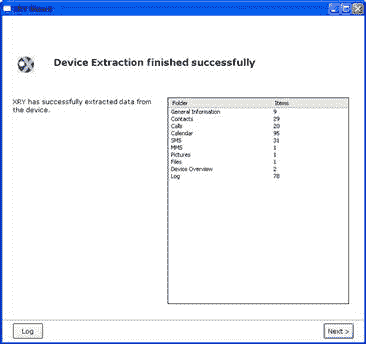 XRY Wizard
Device Extraction finished successfully
XRY has successfully extracted data from
the device.
Folder Items
General Information 9
Contacts 29
Calls 20
Calendar 95
SMS 31
MMS 1
Pictures 1
Files 1
Device Overview 2
Log 78
Log
Next >